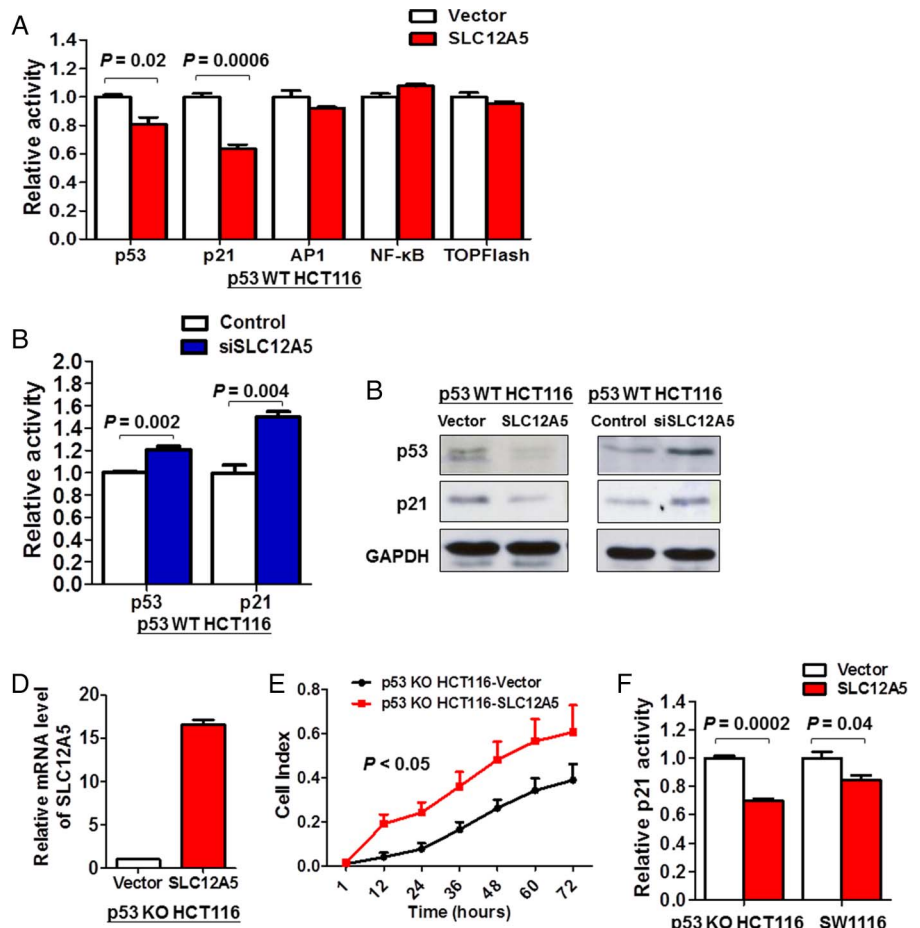 A
Vector
SLC12A5
P = 0.02
P = 0.0006
Relative activity
1.4
1.2
1.0
0.8
0.6
0.4
0.2
0.0
p53 p21 AP1 NF-κB TOPFlash
p53 WT HCT116
B
Control
siSLC12A5
P = 0.002
P = 0.004
Relative activity
2.0
1.8
1.6
1.4
1.2
1.0
0.8
0.6
0.4
0.2
0.0
p53 p21
p53 WT HCT116
B
p53 WT HCT116 p53 WT HCT116
Vector SLC12A5 Control siSLC12A5
p53
p21
GAPDH
D
Relative mRNA level
of SLC12A5
20
15
10
5
0
Vector SLC12A5
p53 KO HCT116
E
p53 KO HCT116-Vector
p53 KO HCT116-SLC12A5
P < 0.05
Cell Index
0.8
0.6
0.4
0.2
0.0
1 12 24 36 48 60 72
Time (hours)
F
Vector
SLC12A5
P = 0.0002 P = 0.04
Relative p21 activity
1.4
1.2
1.0
0.8
0.6
0.4
0.2
0.0
p53 KO HCT116 SW1116